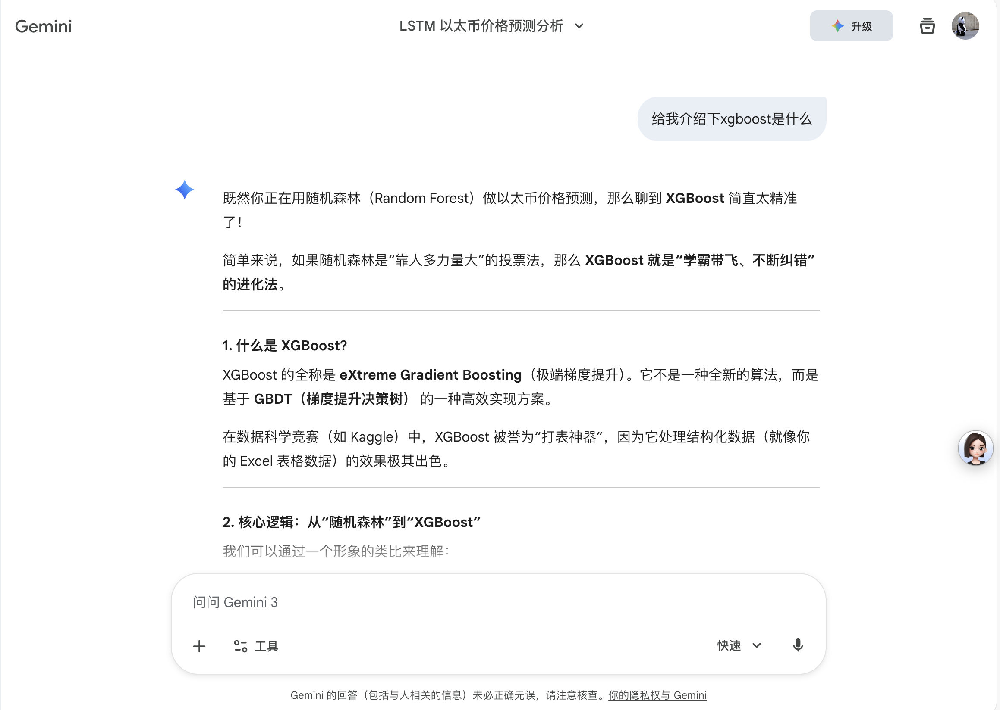 Gemini
LSTM 以太币价格预测分析
升级
给我介绍下xgboost是什么
既然你正在用随机森林（Random Forest）做以太币价格预测，那么聊到 XGBoost 简直太精准
了！
简单来说，如果随机森林是“靠人多力量大”的投票法，那么 XGBoost 就是“学霸带飞、不断纠错”
的进化法。
1. 什么是 XGBoost?
XGBoost 的全称是 eXtreme Gradient Boosting（极端梯度提升）。它不是一种全新的算法，而是
基于 GBDT（梯度提升决策树） 的一种高效实现方案。
在数据科学竞赛（如 Kaggle）中，XGBoost 被誉为“打表神器”，因为它处理结构化数据（就像你
的 Excel 表格数据）的效果极其出色。
2. 核心逻辑：从“随机森林”到“XGBoost”
我们可以通过一个形象的类比来理解：
问问 Gemini 3
工具
快速
Gemini 的回答（包括与人相关的信息）未必正确无误，请注意核查。你的隐私权与 Gemini